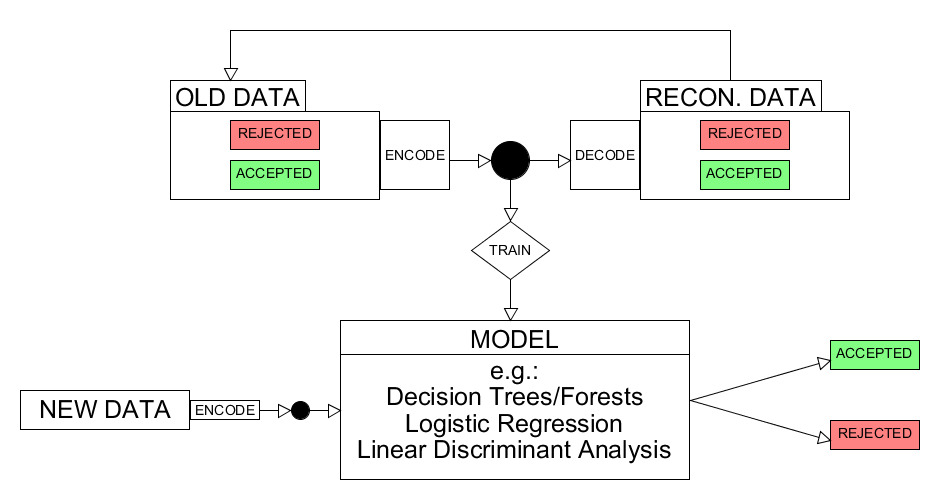 OLD DATA
RECON. DATA
REJECTED
REJECTED
ENCODE
DECODE
ACCEPTED
ACCEPTED
TRAIN
MODEL
e.g.:
Decision Trees/Forests
Logistic Regression
Linear Discriminant Analysis
NEW DATA
ENCODE
ACCEPTED
REJECTED